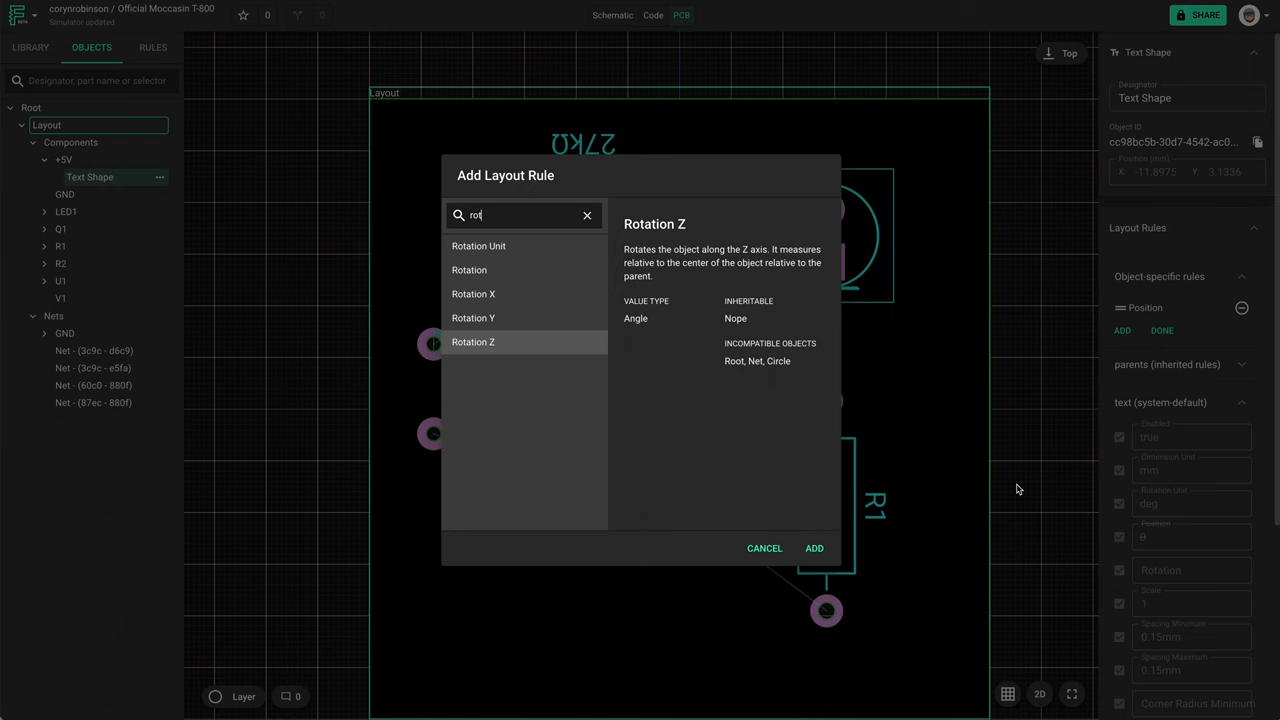 corynrobinson / Official Moccasin T-800
BETA
Simulator updated
0
0
Schematic
Code
PCB
SHARE
LIBRARY
OBJECTS
RULES
Designator, part name or selector
Root
Layout
Components
+5V
Text Shape
GND
LED1
Q1
R1
R2
U1
V1
Nets
GND
Net - (3c9c - d6c9)
Net - (3c9c - e5fa)
Net - (60c0 - 880f)
Net - (87ec - 880f)
Top
Layout
27kΩ
R1
Add Layout Rule
rot
Rotation Unit
Rotation
Rotation X
Rotation Y
Rotation Z
Rotation Z
Rotates the object along the Z axis. It measures
relative to the center of the object relative to the
parent.
VALUE TYPE
Angle
INHERITABLE
Nope
INCOMPATIBLE OBJECTS
Root, Net, Circle
CANCEL
ADD
Layer
0
2D
Text Shape
Designator
Text Shape
Object ID
cc98bc5b-30d7-4542-ac0...
Position (mm)
X: -11.8975
Y: 3.1336
Layout Rules
Object-specific rules
Position
ADD
DONE
parents (inherited rules)
text (system-default)
Enabled
true
Dimension Unit
mm
Rotation Unit
deg
Position
0
Rotation
Scale
1
Spacing Minimum
0.15mm
Spacing Maximum
0.15mm
Corner Radius Minimum